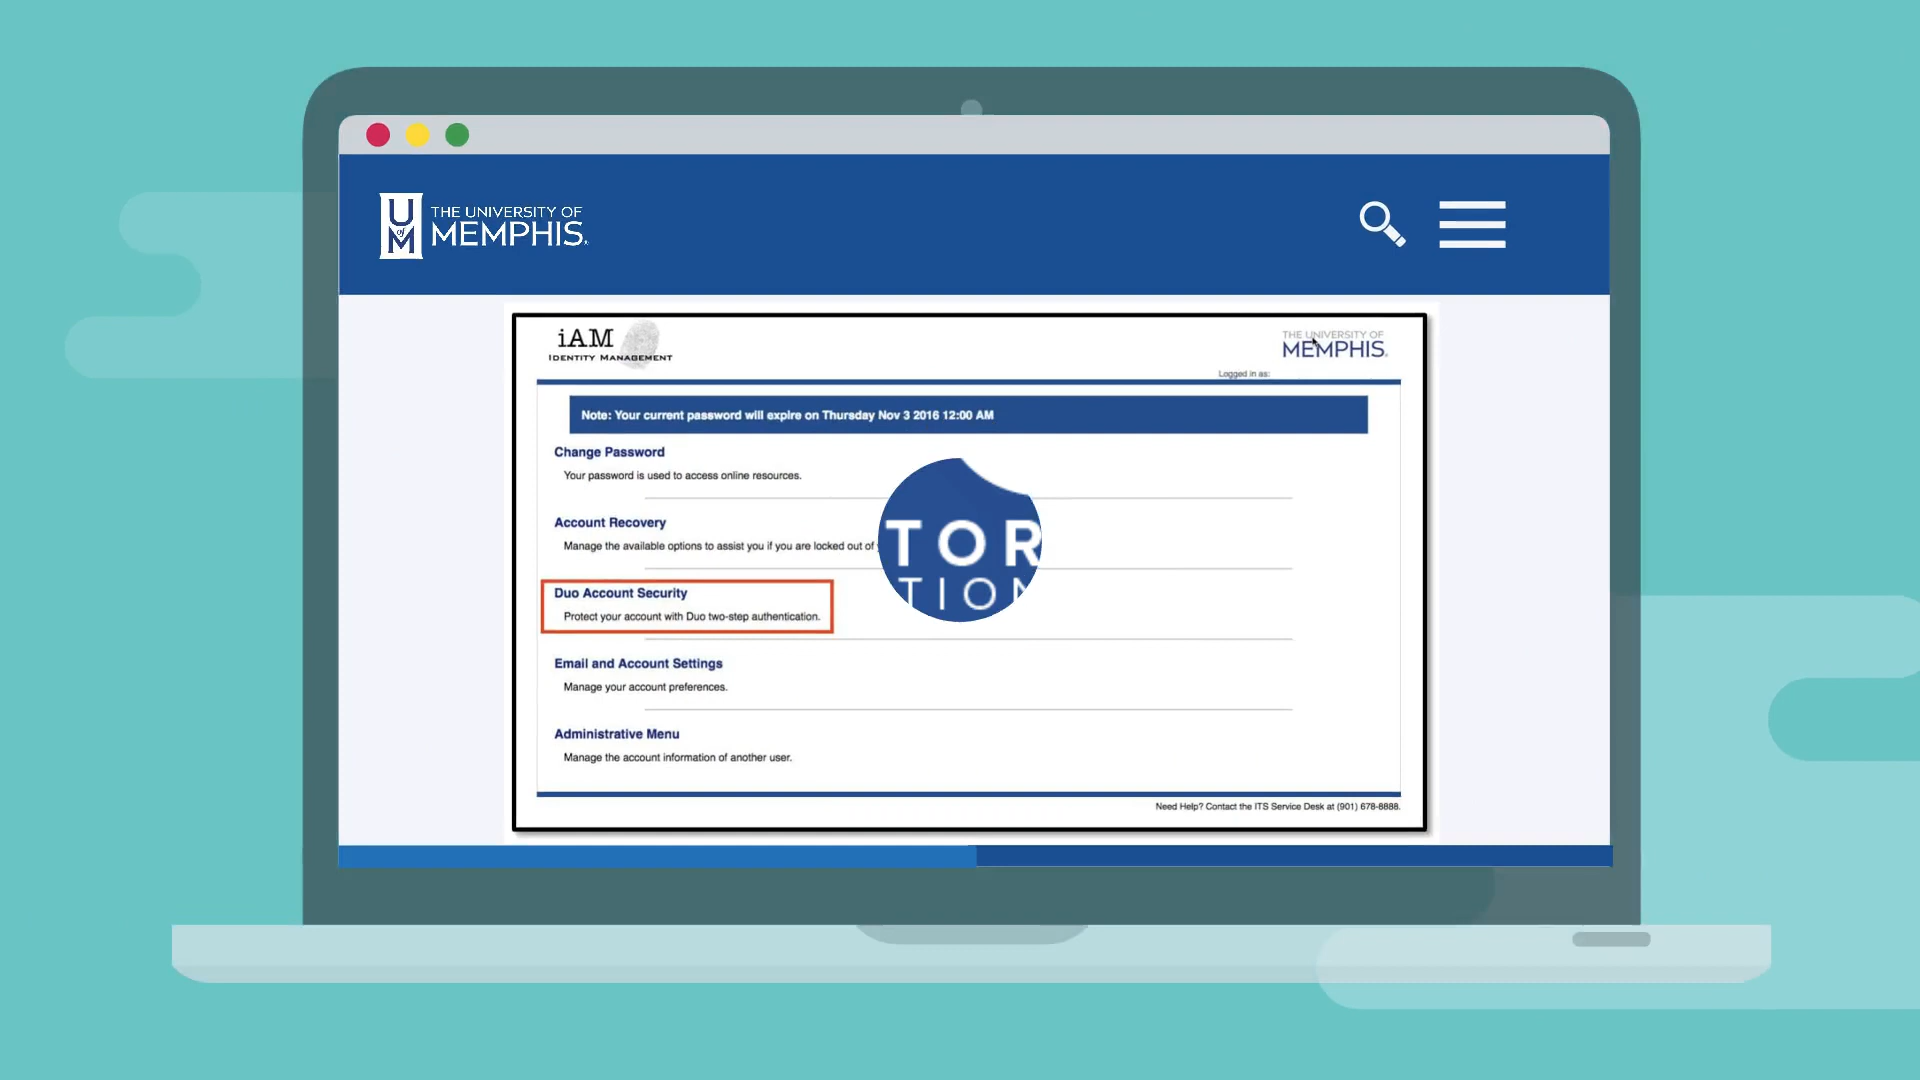 U
of
M
THE UNIVERSITY OF
MEMPHIS
iAM
IDENTITY MANAGEMENT
THE UNIVERSITY OF
MEMPHIS
Logged in as:
Note: Your current password will expire on Thursday Nov 3 2016 12:00 AM
Change Password
Your password is used to access online resources.
Account Recovery
Manage the available options to assist you if you are locked out of
TOR
TION
Duo Account Security
Protect your account with Duo two-step authentication.
Email and Account Settings
Manage your account preferences.
Administrative Menu
Manage the account information of another user.
Need Help? Contact the ITS Service Desk at (901) 678-8888.